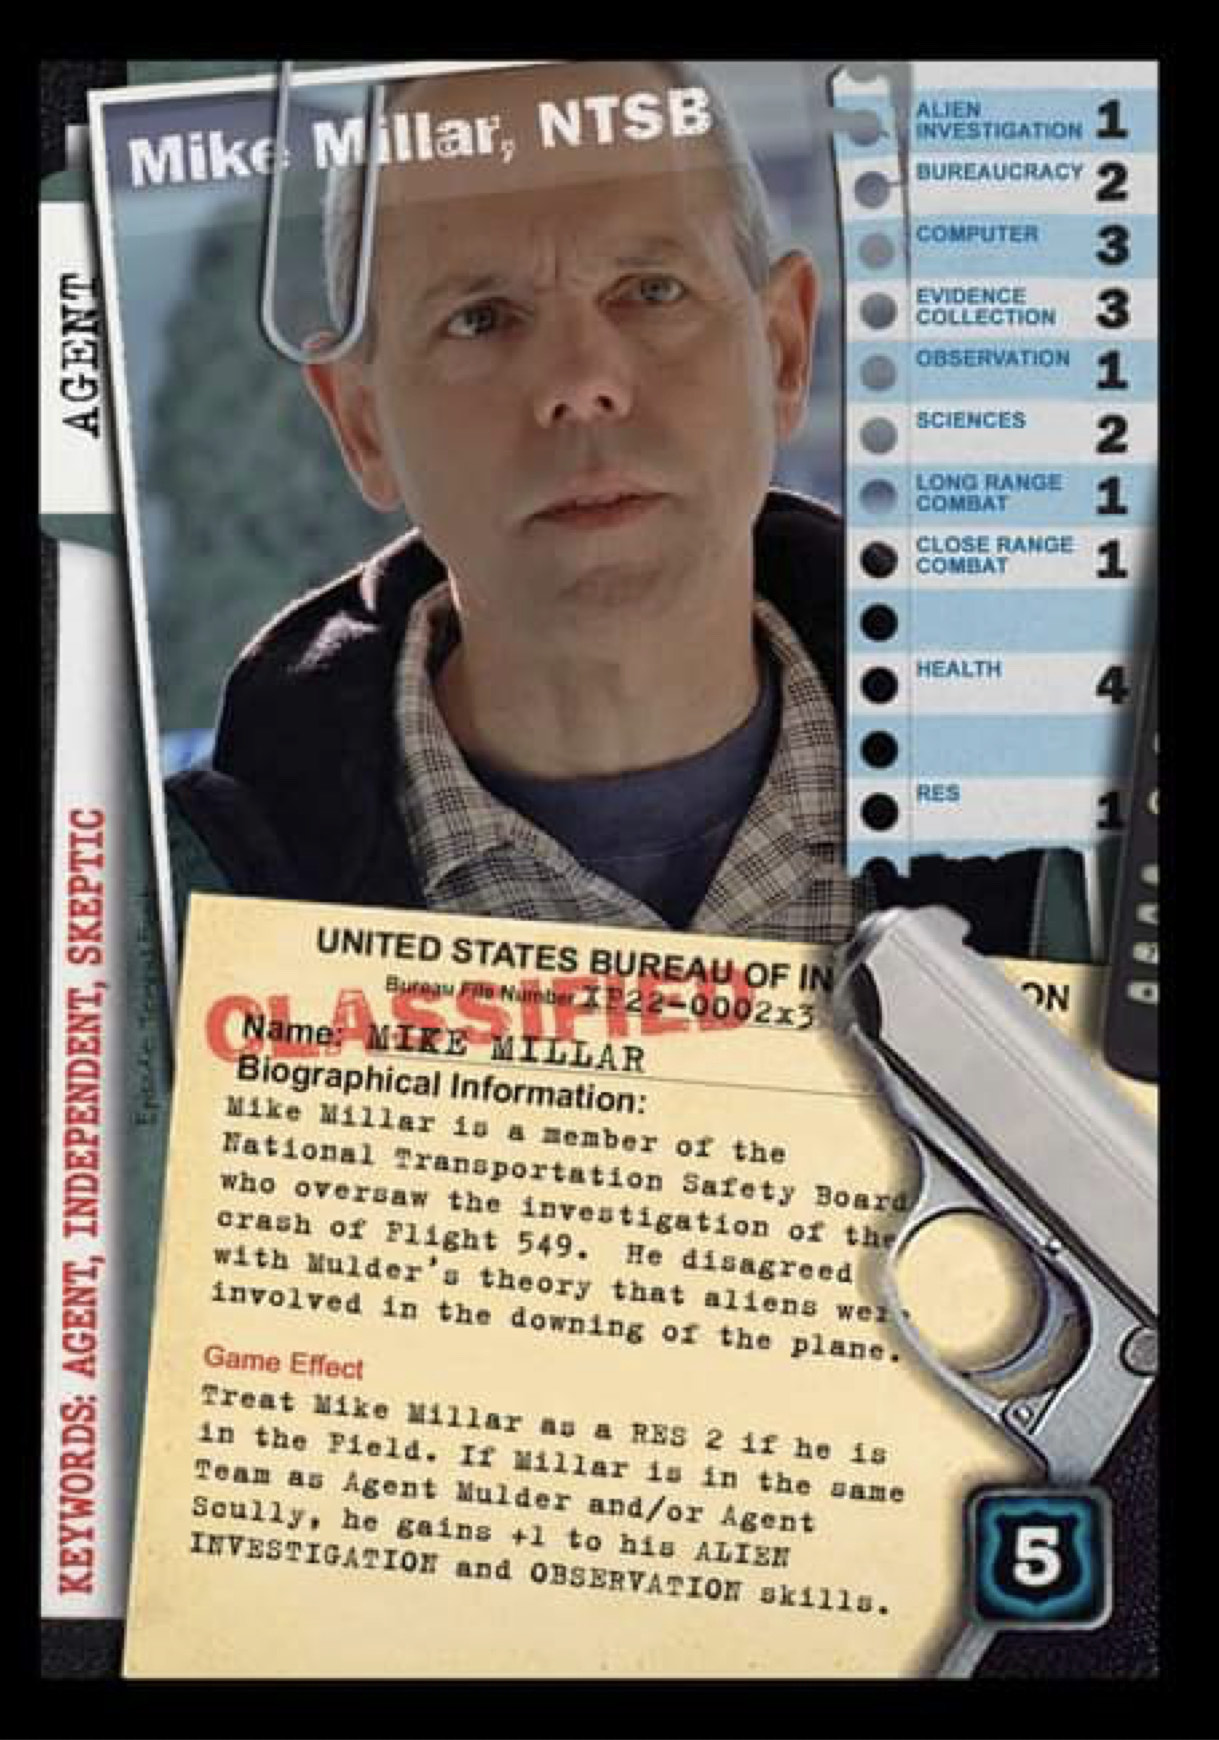 Mike Millar, NTSB
ALIEN
INVESTIGATION 1
BUREAUCRACY 2
COMPUTER 3
EVIDENCE
COLLECTION 3
OBSERVATION 1
SCIENCES 2
LONG RANGE
COMBAT 1
CLOSE RANGE
COMBAT 1
HEALTH 4
RES 1
AGENT
KEYWORDS: AGENT, INDEPENDENT, SKEPTIC
UNITED STATES BUREAU OF IN ON
Bureau File Number XP22-0002x3
CLASSIFIED
Name: MIKE MILLAR
Biographical Information:
Mike Millar is a member of the
National Transportation Safety Board
who oversaw the investigation of the
crash of Flight 549. He disagreed
with Mulder's theory that aliens were
involved in the downing of the plane.
Game Effect
Treat Mike Millar as a RES 2 if he is
in the Field. If Millar is in the same
Team as Agent Mulder and/or Agent
Scully, he gains +1 to his ALIEN
INVESTIGATION and OBSERVATION skills.
5